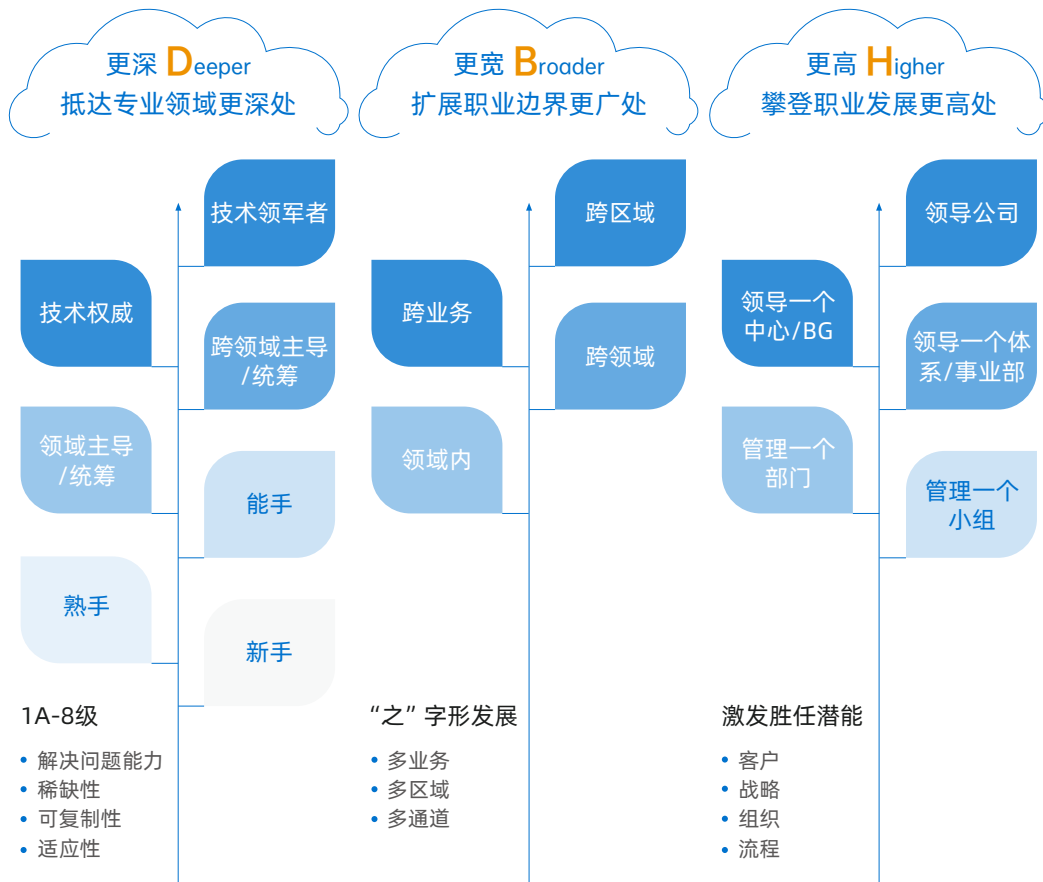 更深 Deeper
抵达专业领域更深处
技术领军者
技术权威
跨领域主导
/统筹
领域主导
/统筹
能手
熟手
新手
1A-8级
• 解决问题能力
• 稀缺性
• 可复制性
• 适应性
更宽 Broader
扩展职业边界更广处
跨区域
跨业务
跨领域
领域内
“之”字形发展
• 多业务
• 多区域
• 多通道
更高 Higher
攀登职业发展更高处
领导公司
领导一个
中心/BG
领导一个体
系/事业部
管理一个
部门
管理一个
小组
激发胜任潜能
• 客户
• 战略
• 组织
• 流程